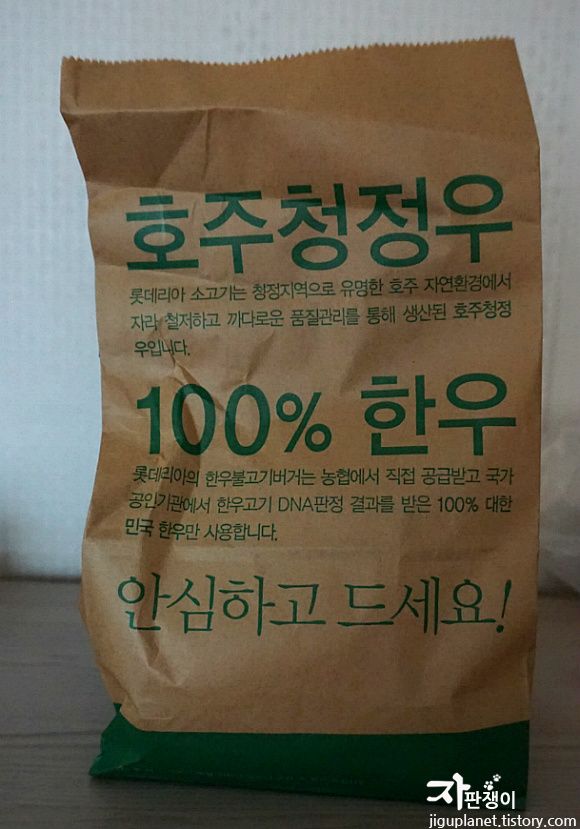 호주청정우
롯데리아 소고기는 청정지역으로 유명한 호주 자연환경에서
자라 철저하고 까다로운 품질관리를 통해 생산된 호주청정
우입니다.
100% 한우
롯데리아의 한우불고기버거는 농협에서 직접 공급받고 국가
공인기관에서 한우고기 DNA판정 결과를 받은 100% 대한
민국 한우만 사용합니다.
안심하고 드세요!
자판쟁이
jiguplanet.tistory.com